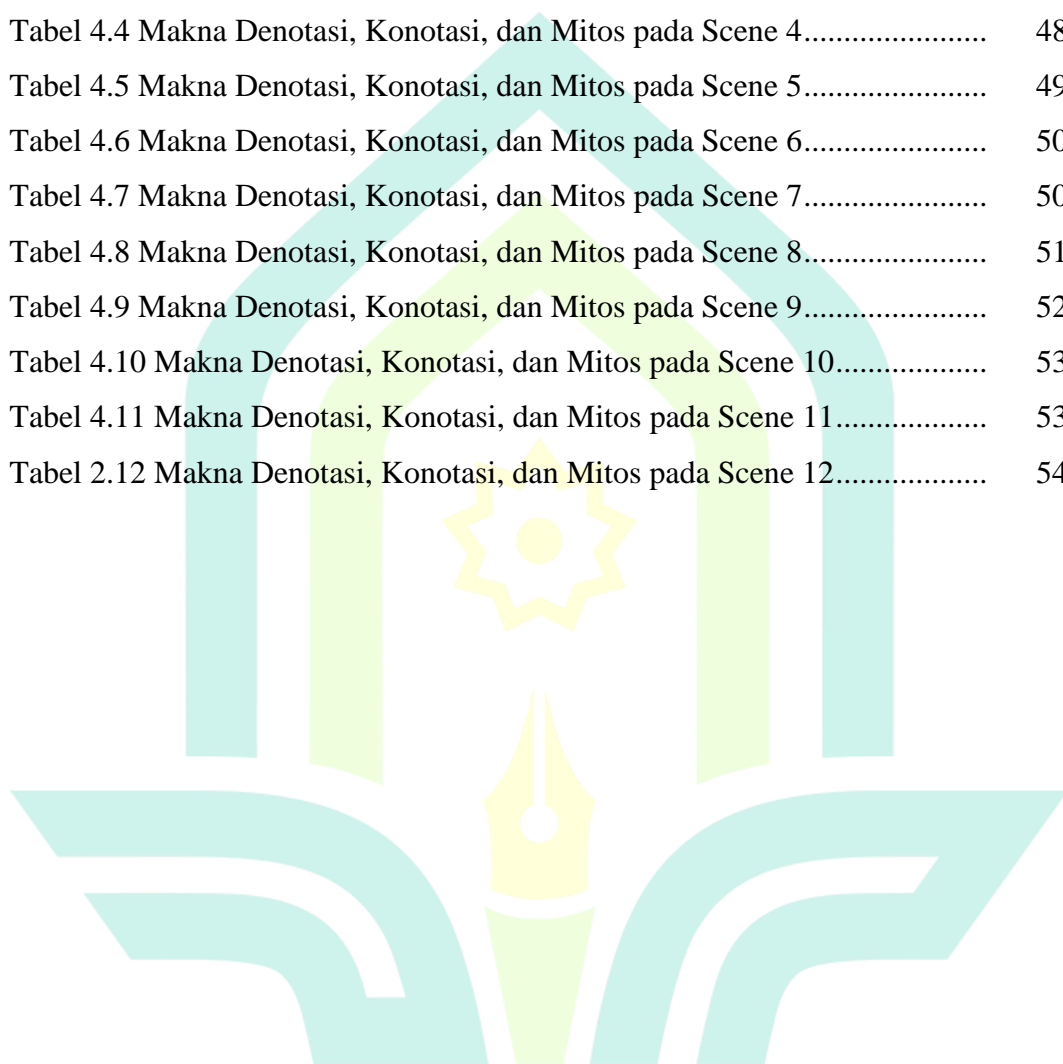 Tabel 4.4 Makna Denotasi, Konotasi, dan Mitos pada Scene 4...................... 48
Tabel 4.5 Makna Denotasi, Konotasi, dan Mitos pada Scene 5...................... 49
Tabel 4.6 Makna Denotasi, Konotasi, dan Mitos pada Scene 6...................... 50
Tabel 4.7 Makna Denotasi, Konotasi, dan Mitos pada Scene 7...................... 50
Tabel 4.8 Makna Denotasi, Konotasi, dan Mitos pada Scene 8...................... 51
Tabel 4.9 Makna Denotasi, Konotasi, dan Mitos pada Scene 9...................... 52
Tabel 4.10 Makna Denotasi, Konotasi, dan Mitos pada Scene 10.................. 53
Tabel 4.11 Makna Denotasi, Konotasi, dan Mitos pada Scene 11.................. 53
Tabel 2.12 Makna Denotasi, Konotasi, dan Mitos pada Scene 12.................. 54